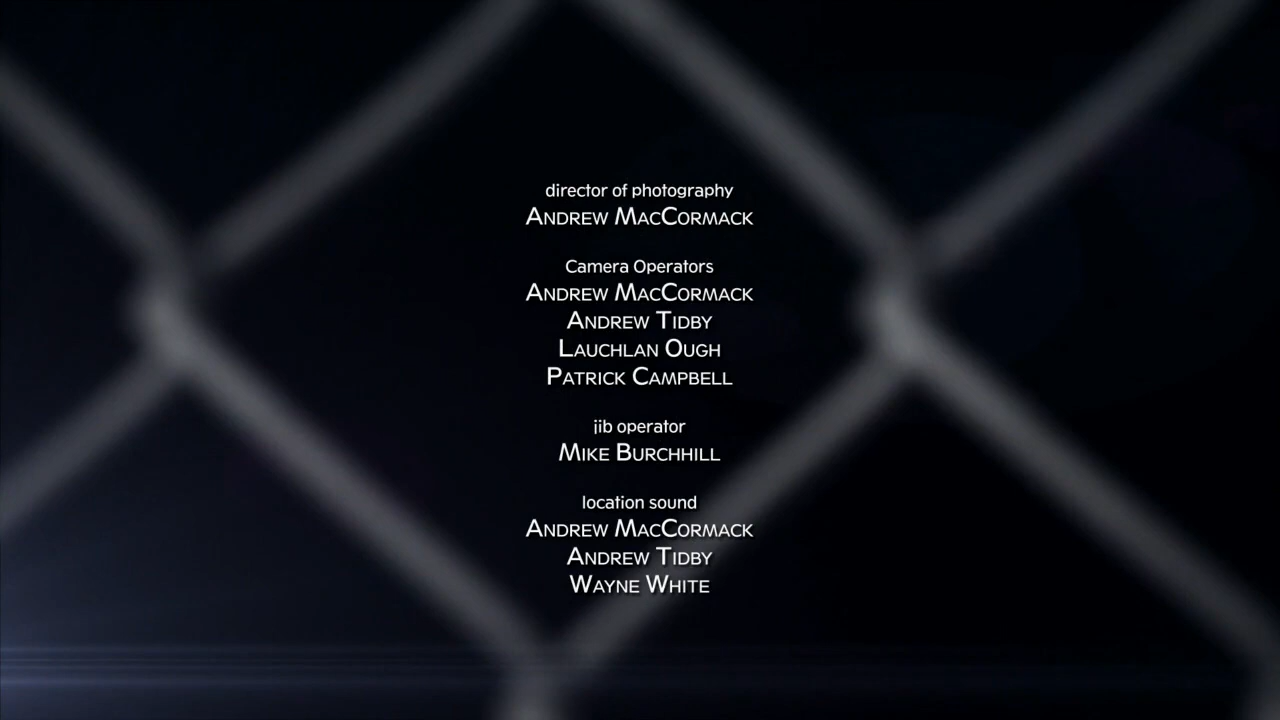 director of photography
Andrew MacCormack
Camera Operators
Andrew MacCormack
Andrew Tidby
Lauchlan Ough
Patrick Campbell
jib operator
Mike Burchhill
location sound
Andrew MacCormack
Andrew Tidby
Wayne White